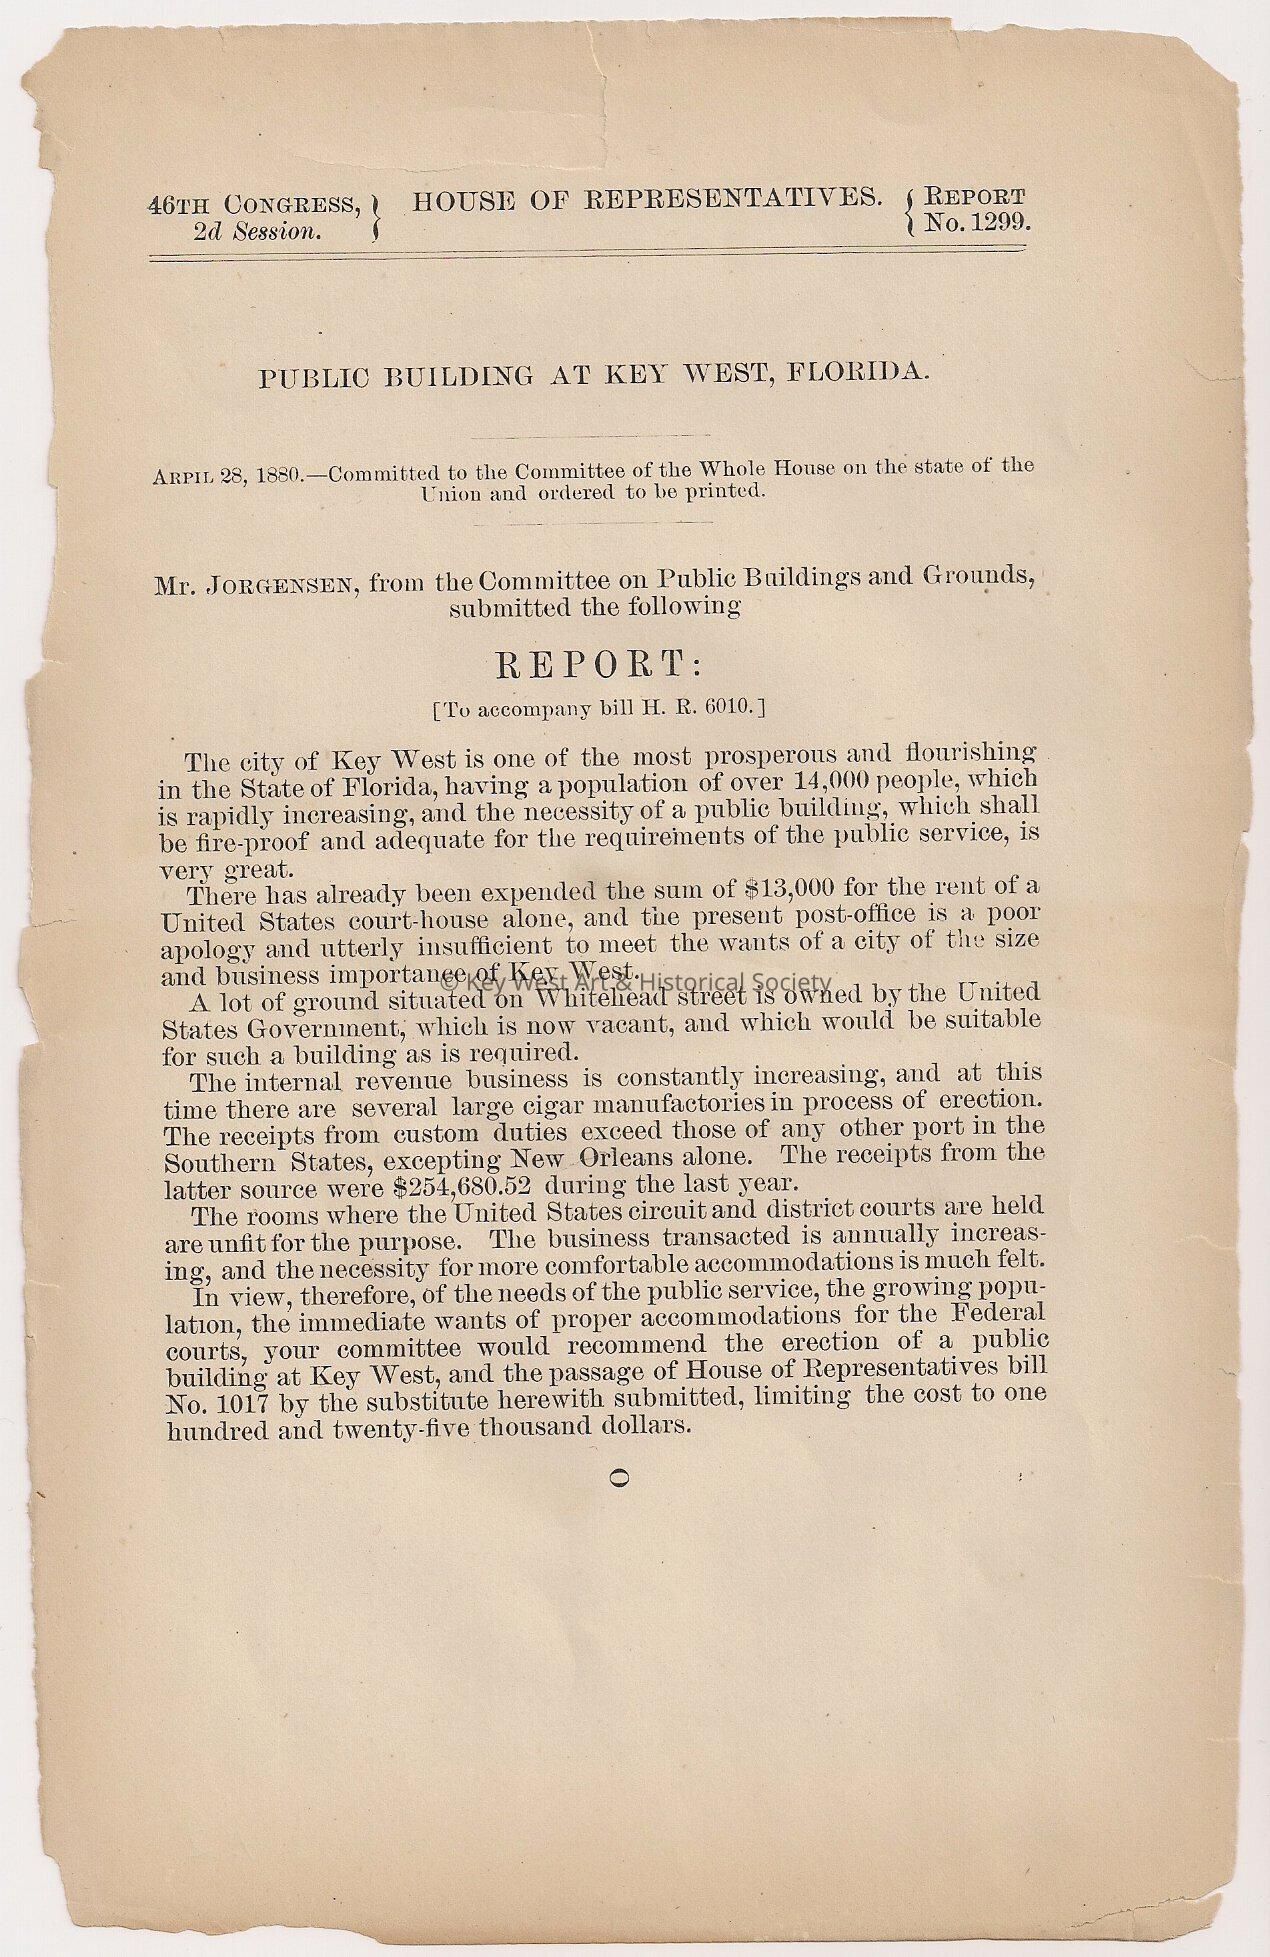 46TH CONGRESS, } HOUSE OF REPRESENTATIVES. { REPORT
2d Session. No. 1299.
PUBLIC BUILDING AT KEY WEST, FLORIDA.
ARPIL 28, 1880.—Committed to the Committee of the Whole House on the state of the
Union and ordered to be printed.
Mr. JORGENSEN, from the Committee on Public Buildings and Grounds,
submitted the following
REPORT:
[To accompany bill H. R. 6010.]
The city of Key West is one of the most prosperous and flourishing
in the State of Florida, having a population of over 14,000 people, which
is rapidly increasing, and the necessity of a public building, which shall
be fire-proof and adequate for the requirements of the public service, is
very great.
There has already been expended the sum of $13,000 for the rent of a
United States court-house alone, and the present post-office is a poor
apology and utterly insufficient to meet the wants of a city of the size
and business importance of Key West.
© Key West Art & Historical Society
A lot of ground situated on Whitehead street is owned by the United
States Government, which is now vacant, and which would be suitable
for such a building as is required.
The internal revenue business is constantly increasing, and at this
time there are several large cigar manufactories in process of erection.
The receipts from custom duties exceed those of any other port in the
Southern States, excepting New Orleans alone. The receipts from the
latter source were $254,680.52 during the last year.
The rooms where the United States circuit and district courts are held
are unfit for the purpose. The business transacted is annually increas-
ing, and the necessity for more comfortable accommodations is much felt.
In view, therefore, of the needs of the public service, the growing popu-
lation, the immediate wants of proper accommodations for the Federal
courts, your committee would recommend the erection of a public
building at Key West, and the passage of House of Representatives bill
No. 1017 by the substitute herewith submitted, limiting the cost to one
hundred and twenty-five thousand dollars.
O